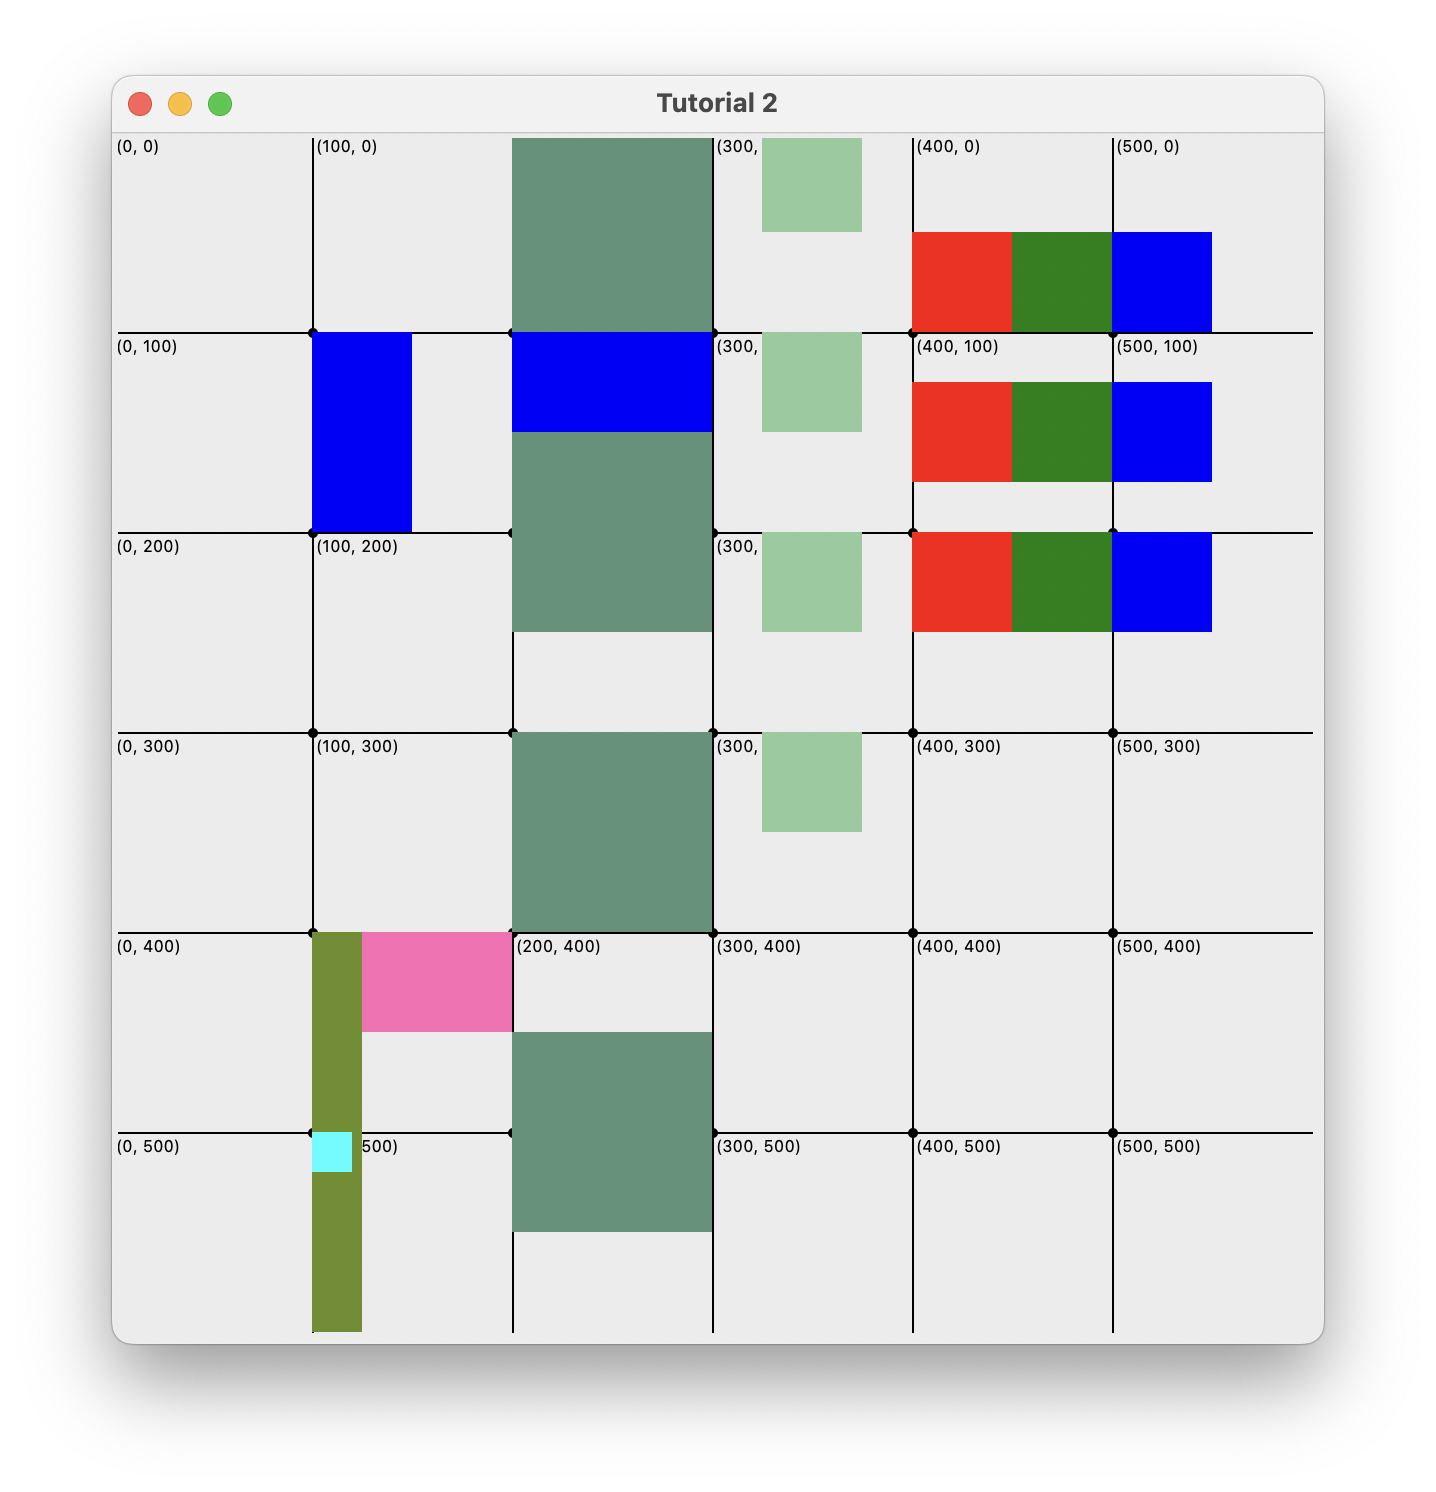 Tutorial 2
(0, 0) (100, 0) (300, (400, 0) (500, 0)
(0, 100) (300, (400, 100) (500, 100)
(0, 200) (100, 200) (300,
(0, 300) (100, 300) (300, (400, 300) (500, 300)
(0, 400) (200, 400) (300, 400) (400, 400) (500, 400)
(0, 500) 500) (300, 500) (400, 500) (500, 500)